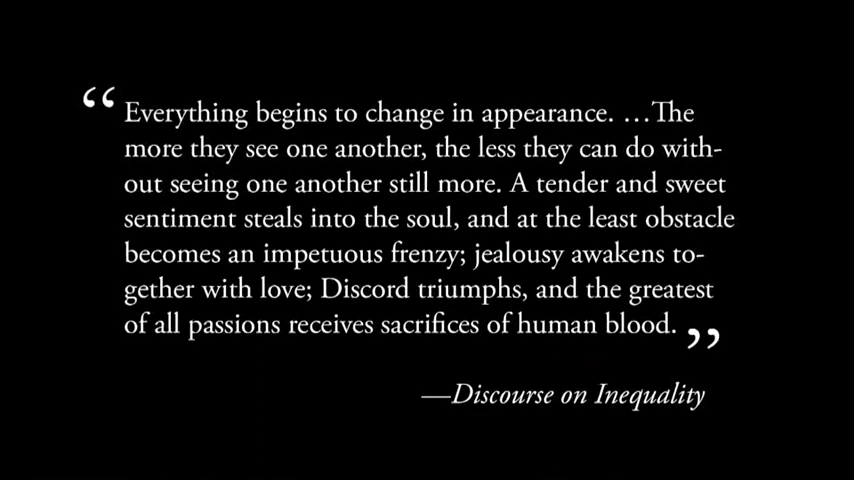 “Everything begins to change in appearance. …The
more they see one another, the less they can do with-
out seeing one another still more. A tender and sweet
sentiment steals into the soul, and at the least obstacle
becomes an impetuous frenzy; jealousy awakens to-
gether with love; Discord triumphs, and the greatest
of all passions receives sacrifices of human blood.”
—Discourse on Inequality